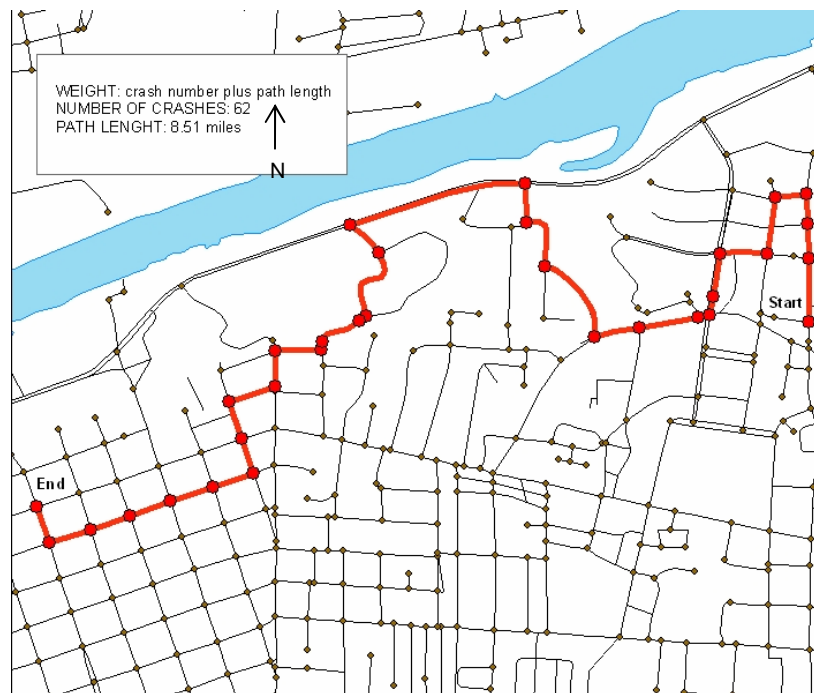 WEIGHT: crash number plus path length
NUMBER OF CRASHES: 62
PATH LENGHT: 8.51 miles
N
Start
End